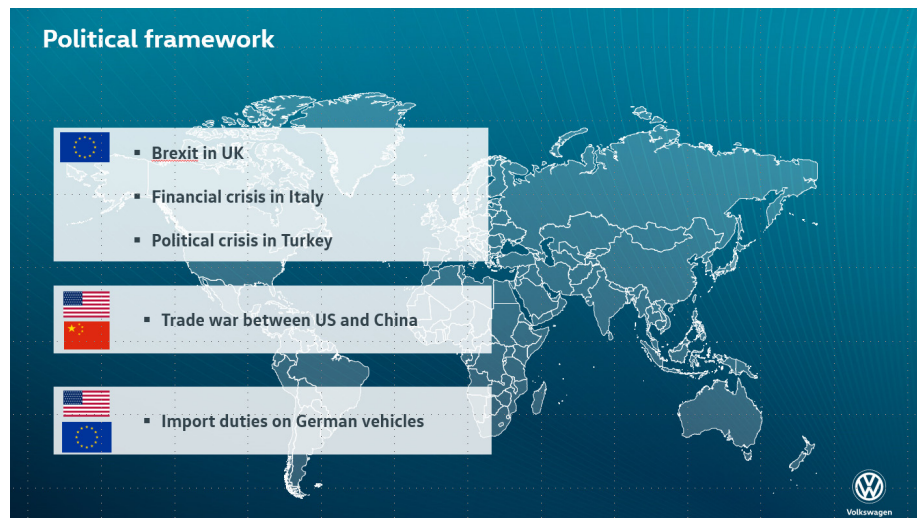 Political framework
▪ Brexit in UK
▪ Financial crisis in Italy
▪ Political crisis in Turkey
▪ Trade war between US and China
▪ Import duties on German vehicles
Volkswagen